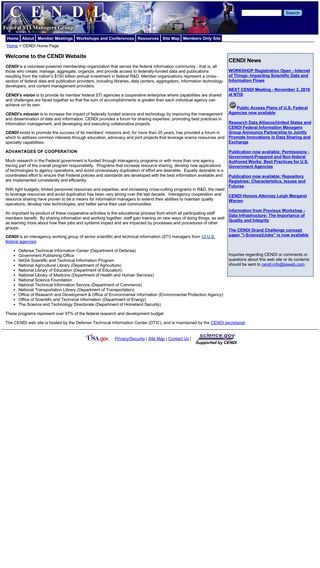 CENDI
Federal STI Managers Group
Search
Home | About | Member Meetings | Workshops and Conferences | Resources | Site Map | Members Only Site
Home > CENDI Home Page
Welcome to the CENDI Website
CENDI's a volunteer-powered membership organization that serves the federal information community - that is, all
those who create, manage, aggregate, organize, and provide access to federally-funded data and publications
resulting from the nation's $150 billion annual investment in federal R&D. Member organizations represent a cross-
section of federal data and publication providers, including libraries, data centers, aggregators, information technology
developers, and content management providers.
CENDI's vision is to provide its member federal STI agencies a cooperative enterprise where capabilities are shared
and challenges are faced together so that the sum of accomplishments is greater than each individual agency can
achieve on its own.
CENDI's mission is to increase the impact of federally funded science and technology by improving the management
and dissemination of data and information. CENDI provides a forum for sharing expertise, promoting best practices in
information management, and developing and executing collaborative projects.
CENDI exists to promote the success of its members' missions and, for more than 25 years, has provided a forum in
which to address common interests through education, advocacy and joint projects that leverage scarce resources and
specialty capabilities.
ADVANTAGES OF COOPERATION
Much research in the Federal government is funded through interagency programs or with more than one agency
having part of the overall program responsibility. Programs that increase resource sharing, develop new applications
of technologies to agency operations, and avoid unnecessary duplication of effort are desirable. Equally desirable is a
coordinated effort to ensure that Federal policies and standards are developed with the best information available and
are implemented consistently and efficiently.
With tight budgets, limited personnel resources and expertise, and increasing cross-cutting programs in R&D, the need
to leverage resources and avoid duplication has been very strong over the last decade. Interagency cooperation and
resource sharing have proven to be a means for information managers to extend their abilities to maintain quality
operations, develop new technologies, and better serve their user communities.
An important by-product of these cooperative activities is the educational process from which all participating staff
members benefit. By sharing information and working together, staff gain training on new ways of doing things, as well
as learning more about how their jobs and systems impact and are impacted by processes and procedures of other
groups.
CENDI is an interagency working group of senior scientific and technical information (STI) managers from 12 U.S.
federal agencies
Defense Technical Information Center (Department of Defense)
Government Publishing Office
NASA Scientific and Technical Information Program
National Agricultural Library (Department of Agriculture)
National Library of Education (Department of Education)
National Library of Medicine (Department of Health and Human Services)
National Science Foundation
National Technical Information Service (Department of Commerce)
National Transportation Library (Department of Transportation)
Office of Research and Development & Office of Environmental Information (Environmental Protection Agency)
Office of Scientific and Technical Information (Department of Energy)
The Science and Technology Directorate (Department of Homeland Security)
These programs represent over 97% of the federal research and development budget.
The CENDI web site is hosted by the Defense Technical Information Center (DTIC), and is maintained by the CENDI secretariat.
CENDI News
WORKSHOP Registration Open - Internet
of Things: Impacting Scientific Data and
Information Flows
NEXT CENDI Meeting - November 3, 2016
at NTIS
Public Access Plans of U.S. Federal
Agencies now available
Research Data Alliance/United States and
CENDI Federal Information Managers
Group Announce Partnership to Jointly
Promote Innovations in Data Sharing and
Exchange
Publication now available: Permissions -
Government-Prepared and Non-federal
Authored Works. Best Practices for U.S.
Government Agencies
Publication now available: Repository
Registries: Characteristics, Issues and
Futures
CENDI Honors Attorney Leigh Margaret
Warren
Information from Previous Workshop -
Data Infrastructure: The Importance of
Quality and Integrity
The CENDI Grand Challenge concept
paper "I-Science2Jobs" is now available
Inquiries regarding CENDI or comments or
questions about this web site or its contents
should be sent to cendi.info@iiaweb.com.
USA.gov
Privacy/Security | Site Map | Contact Us |
science.gov
Supported by CENDI